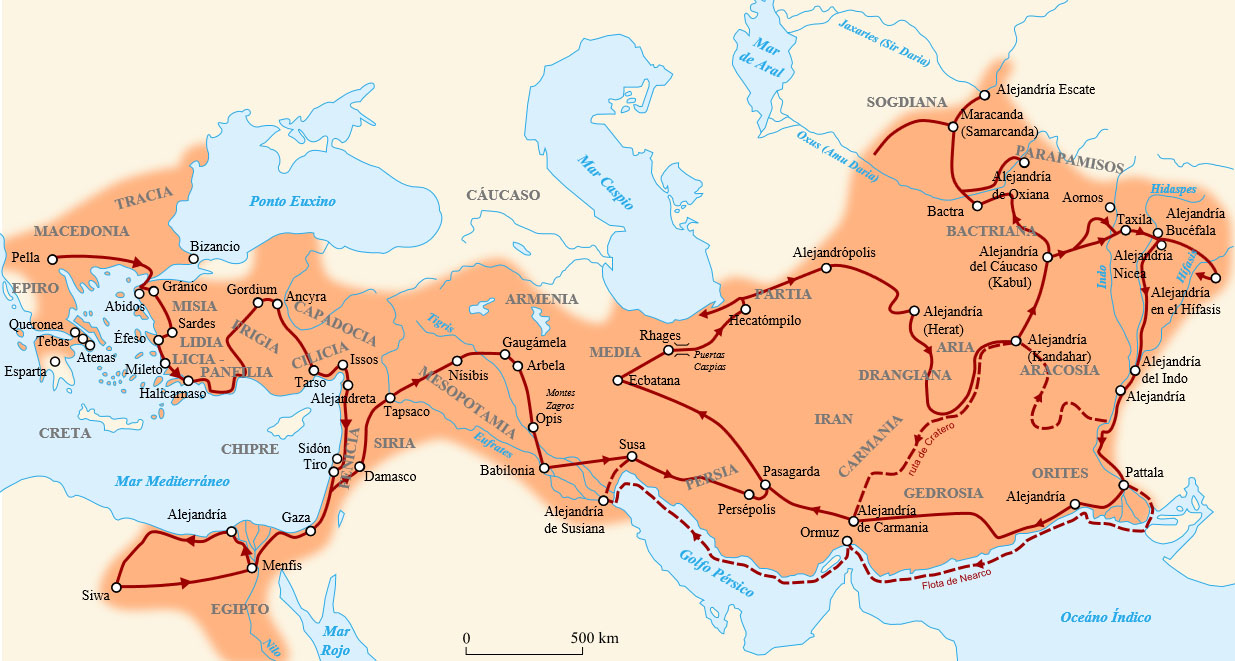 Jaxartes (Sir Daria)
Mar
de Aral
Alejandría Escate
SOGDIANA
Maracanda
(Samarcanda)
Oxus (Amu Daria)
PARAPAMISOS
Mar Caspio
Alejandría
de Oxiana
Hidaspes
CÁUCASO
TRACIA
Ponto Euxino
Aornos
Bactra
Taxila
Alejandría
Bucéfala
MACEDONIA
BACTRIANA
Bizancio
Pella
Alejandrópolis
Alejandría
del Cáucaso
(Kabul)
Alejandría
Nicea
Indo
Hífasis
EPIRO
Gránico
Abidos
MISIA
Gordium
Ancyra
ARMENIA
PARTIA
Alejandría
en el Hífasis
CAPADOCIA
Hecatómpilo
Alejandría
(Herat)
Queronea
Tebas
Atenas
Sardes
Éfeso
LIDIA
FRIGIA
Tigris
Rhages
Puertas
Caspias
ARIA
Alejandría
(Kandahar)
Gaugámela
MEDIA
Esparta
Mileto
LICIA -
PANFILIA
CILICIA
Issos
Nísibis
Arbela
Alejandría
del Indo
Halicarnaso
Tarso
Alejandreta
Ecbatana
DRANGIANA
ARACOSIA
MESOPOTAMIA
Montes
Zagros
Alejandría
Tapsaco
Opis
IRAN
CRETA
CHIPRE
SIRIA
Eufrates
CARMANIA
ruta de Cratero
Sidón
Tiro
FENICIA
Susa
Damasco
Babilonia
PERSIA
Pasagarda
ORITES
Pattala
Mar Mediterráneo
GEDROSIA
Persépolis
Alejandría
Alejandría
de Susiana
Alejandría
de Carmania
Alejandría
Gaza
Ormuz
Golfo Pérsico
Menfis
Flota de Nearco
Siwa
EGIPTO
Mar
Rojo
Nilo
Oceáno Índico
0
500 km